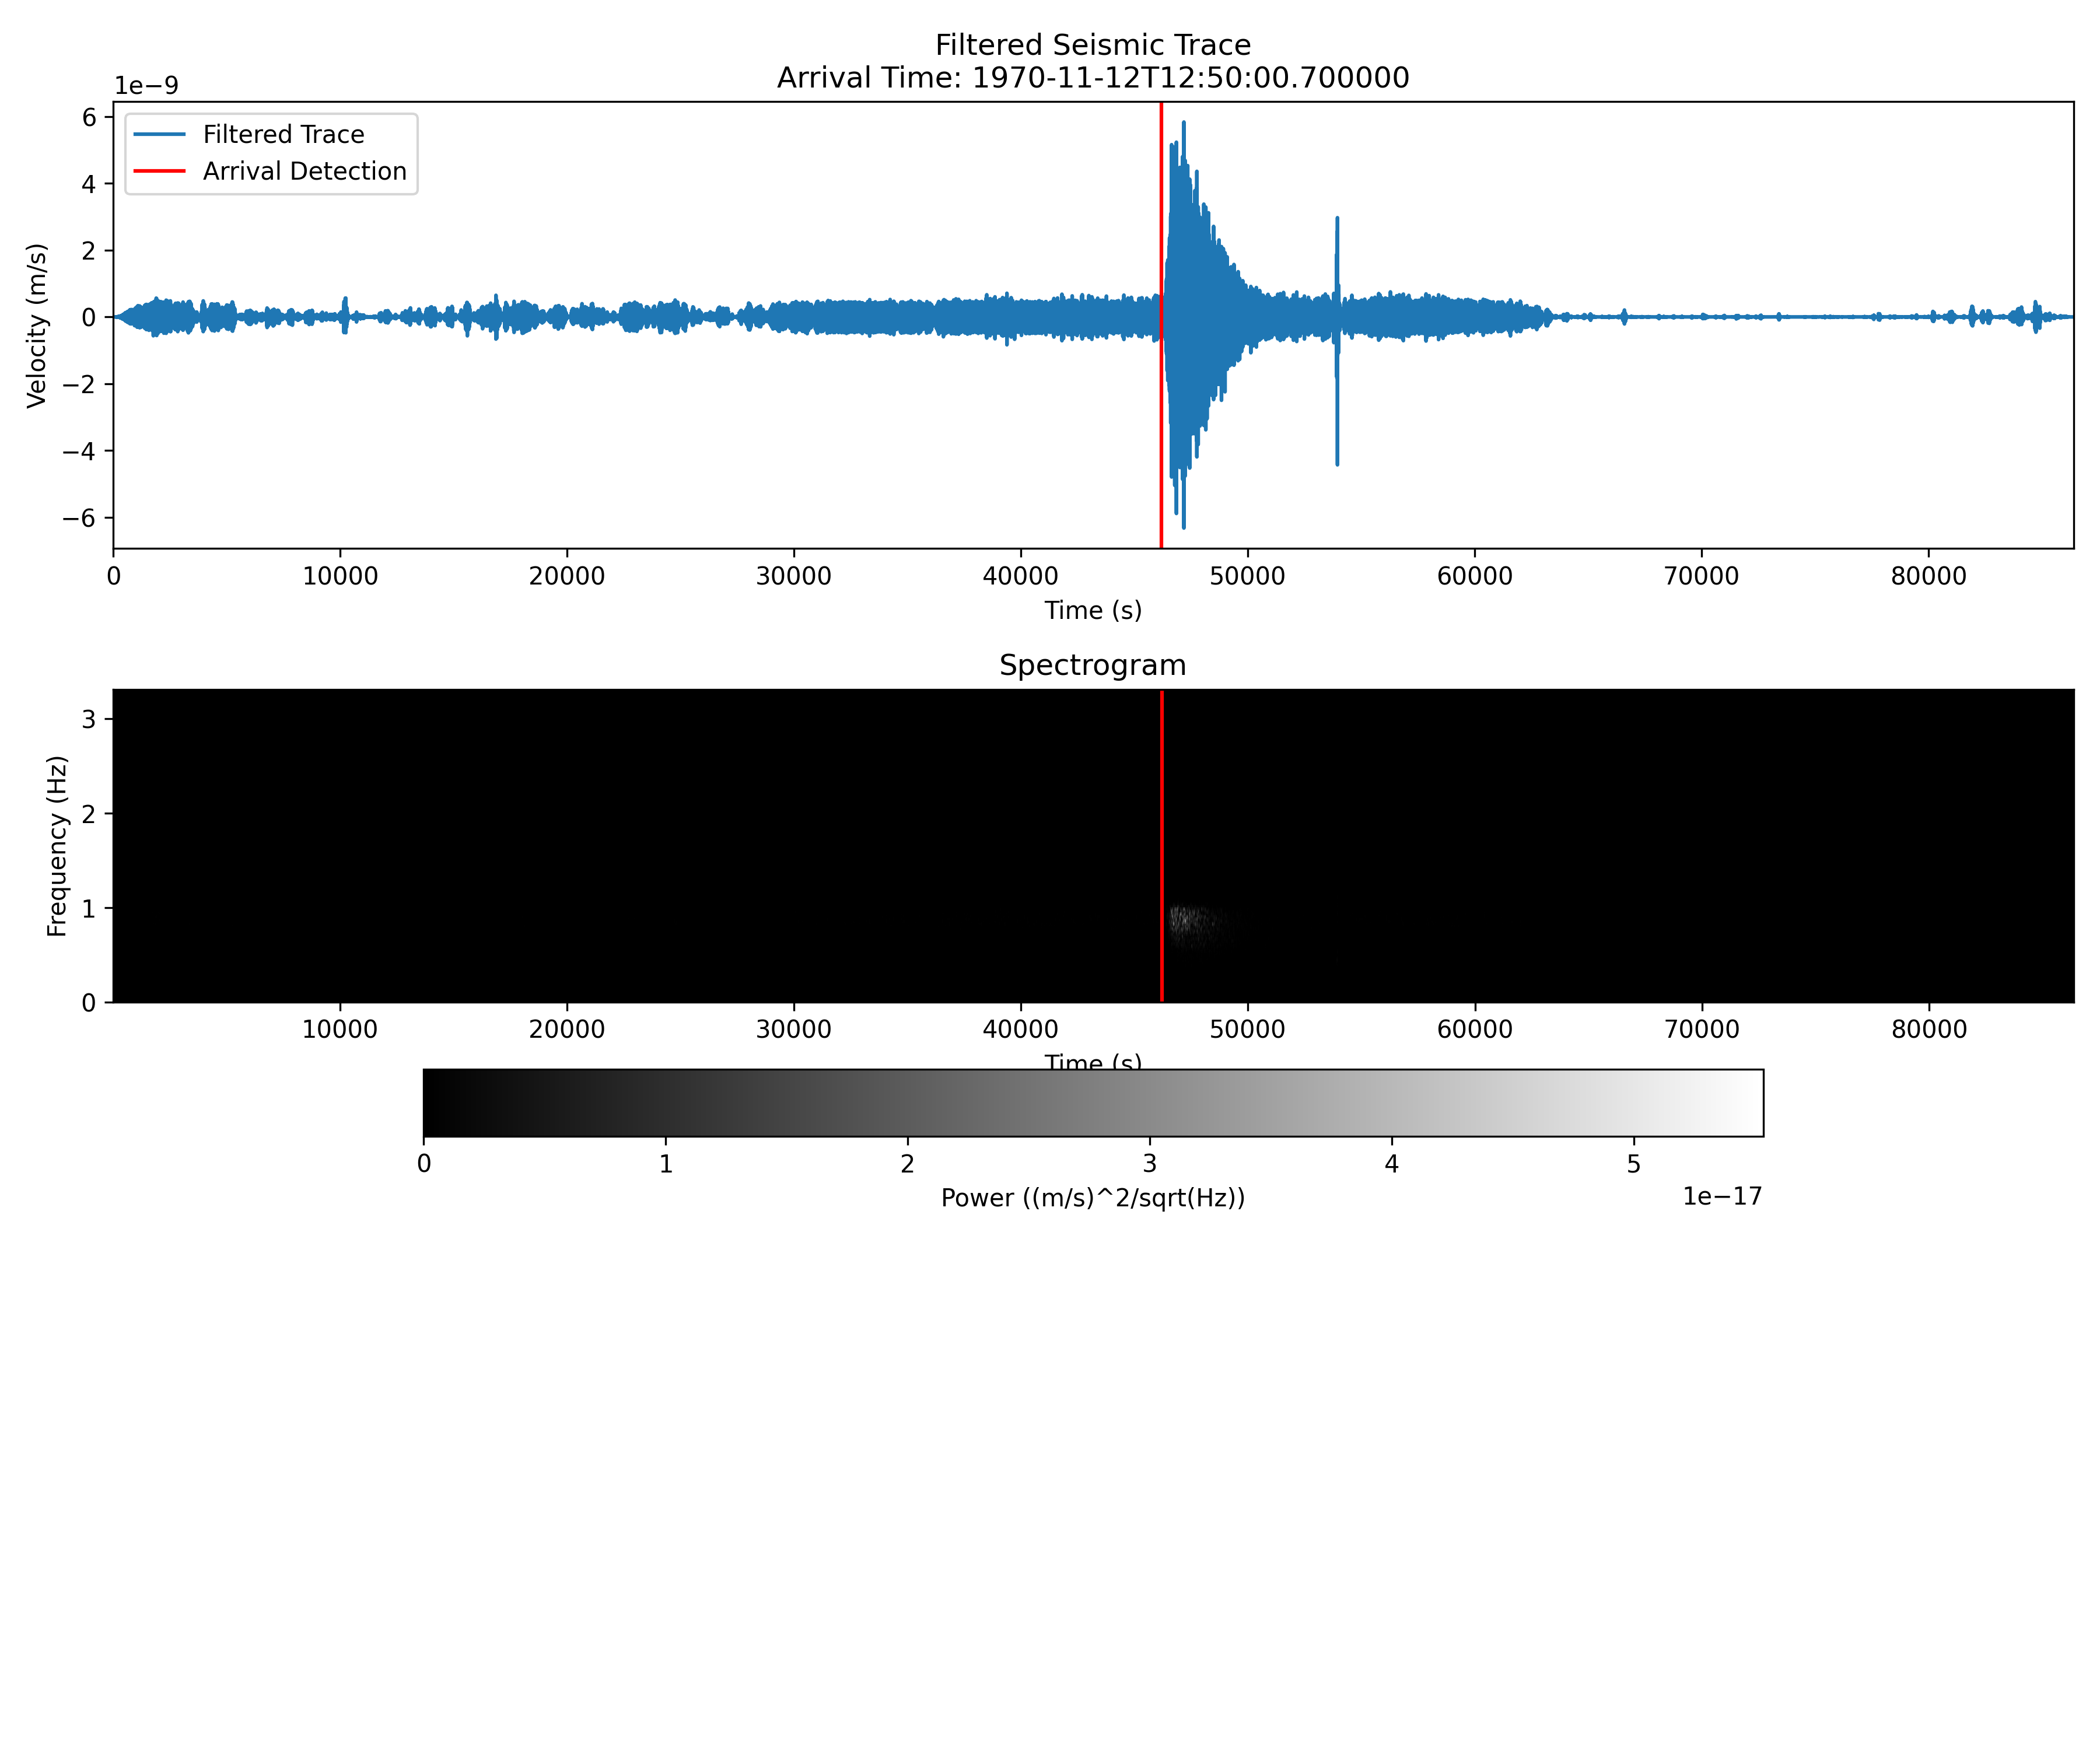 Filtered Seismic Trace
Arrival Time: 1970-11-12T12:50:00.700000
1e−9
Filtered Trace
Arrival Detection
Velocity (m/s)
6
4
2
0
−2
−4
−6
0 10000 20000 30000 40000 50000 60000 70000 80000
Time (s)
Spectrogram
Frequency (Hz)
3
2
1
0
10000 20000 30000 40000 50000 60000 70000 80000
Time (s)
0 1 2 3 4 5
Power ((m/s)^2/sqrt(Hz))
1e−17